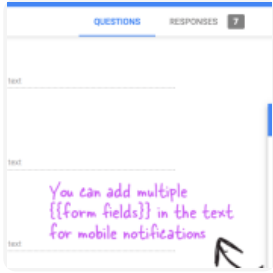 QUESTIONS RESPONSES 7
text
text
You can add multiple
{{form fields}} in the text
for mobile notifications
text